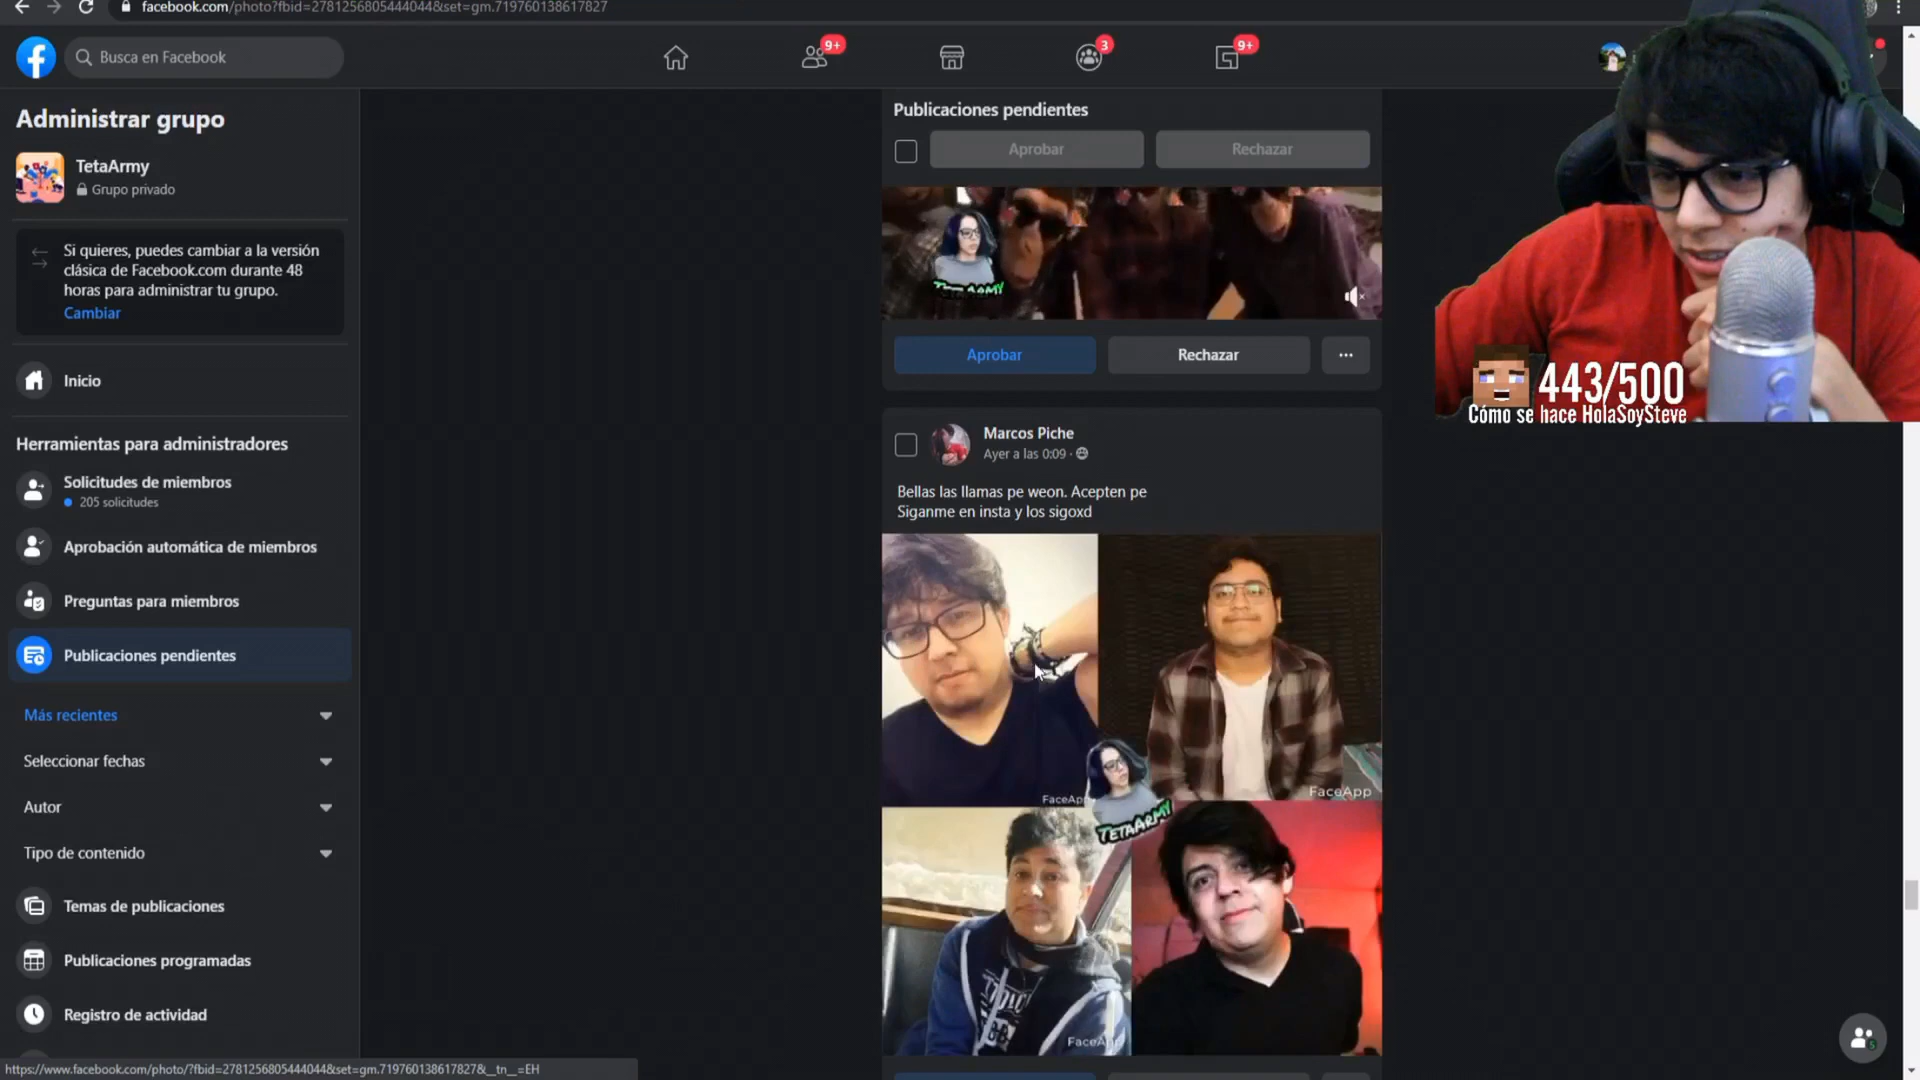 facebook.com/photo?fbid=2781256805444044&set=gm.719760138617827
Busca en Facebook
9+
3
9+
Administrar grupo
TetaArmy
Grupo privado
Si quieres, puedes cambiar a la versión
clásica de Facebook.com durante 48
horas para administrar tu grupo.
Cambiar
Inicio
Herramientas para administradores
Solicitudes de miembros
205 solicitudes
Aprobación automática de miembros
Preguntas para miembros
Publicaciones pendientes
Más recientes
Seleccionar fechas
Autor
Tipo de contenido
Temas de publicaciones
Publicaciones programadas
Registro de actividad
https://www.facebook.com/photo/?fbid=2781256805444044&set=gm.719760138617827&__tn__=EH
Publicaciones pendientes
Aprobar
Rechazar
TETAARMY
Aprobar
Rechazar
Marcos Piche
Ayer a las 0:09 ·
Bellas las llamas pe weon. Acepten pe
Siganme en insta y los sigoxd
FaceApp
FaceApp
TETAARMY
FaceApp
443/500
Cómo se hace HolaSoySteve